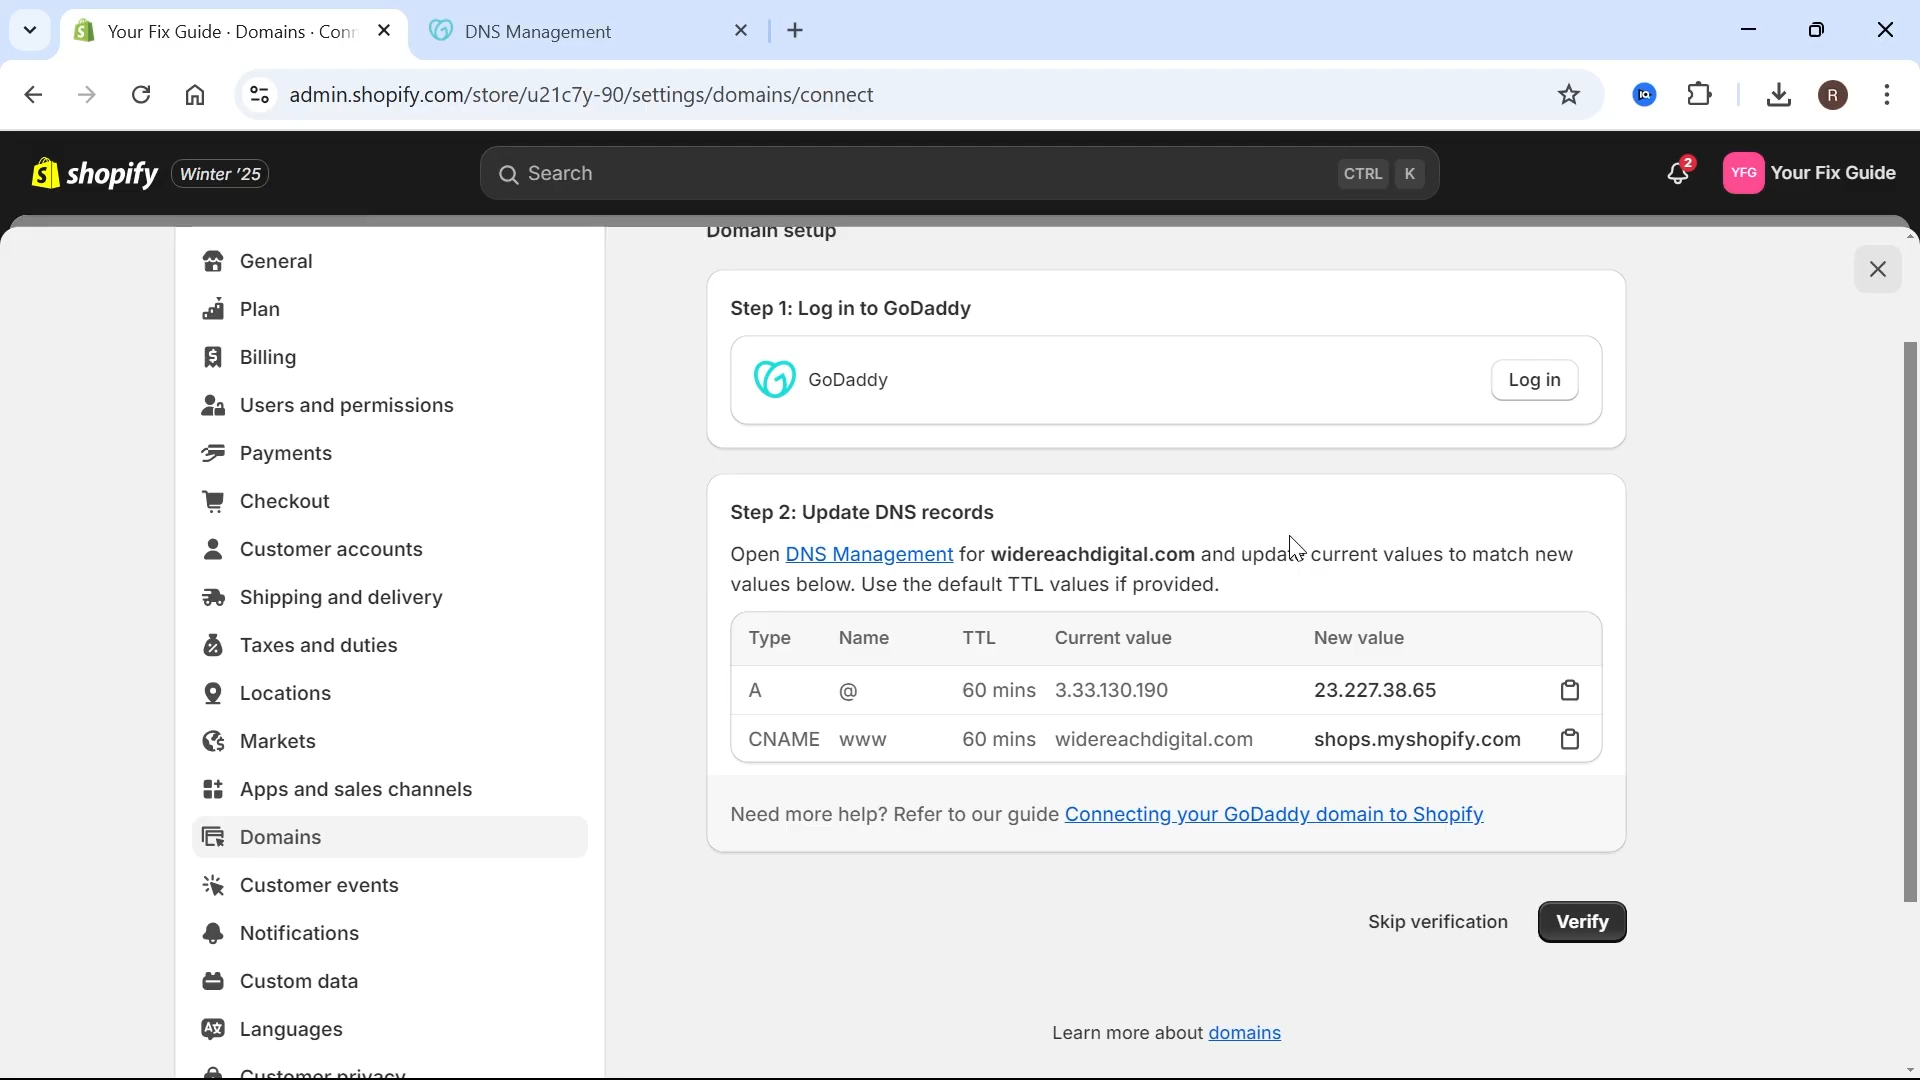 Your Fix Guide · Domains · Conn
DNS Management
admin.shopify.com/store/u21c7y-90/settings/domains/connect
IQ
R
shopify
Winter '25
Search
CTRL
K
2
YFG
Your Fix Guide
General
Plan
Billing
Users and permissions
Payments
Checkout
Customer accounts
Shipping and delivery
Taxes and duties
Locations
Markets
Apps and sales channels
Domains
Customer events
Notifications
Custom data
Languages
Customer privacy
Domain setup
Step 1: Log in to GoDaddy
GoDaddy
Log in
Step 2: Update DNS records
Open DNS Management for widereachdigital.com and update current values to match new
values below. Use the default TTL values if provided.
Type Name TTL Current value New value
A @ 60 mins 3.33.130.190 23.227.38.65
CNAME www 60 mins widereachdigital.com shops.myshopify.com
Need more help? Refer to our guide Connecting your GoDaddy domain to Shopify
Skip verification
Verify
Learn more about domains